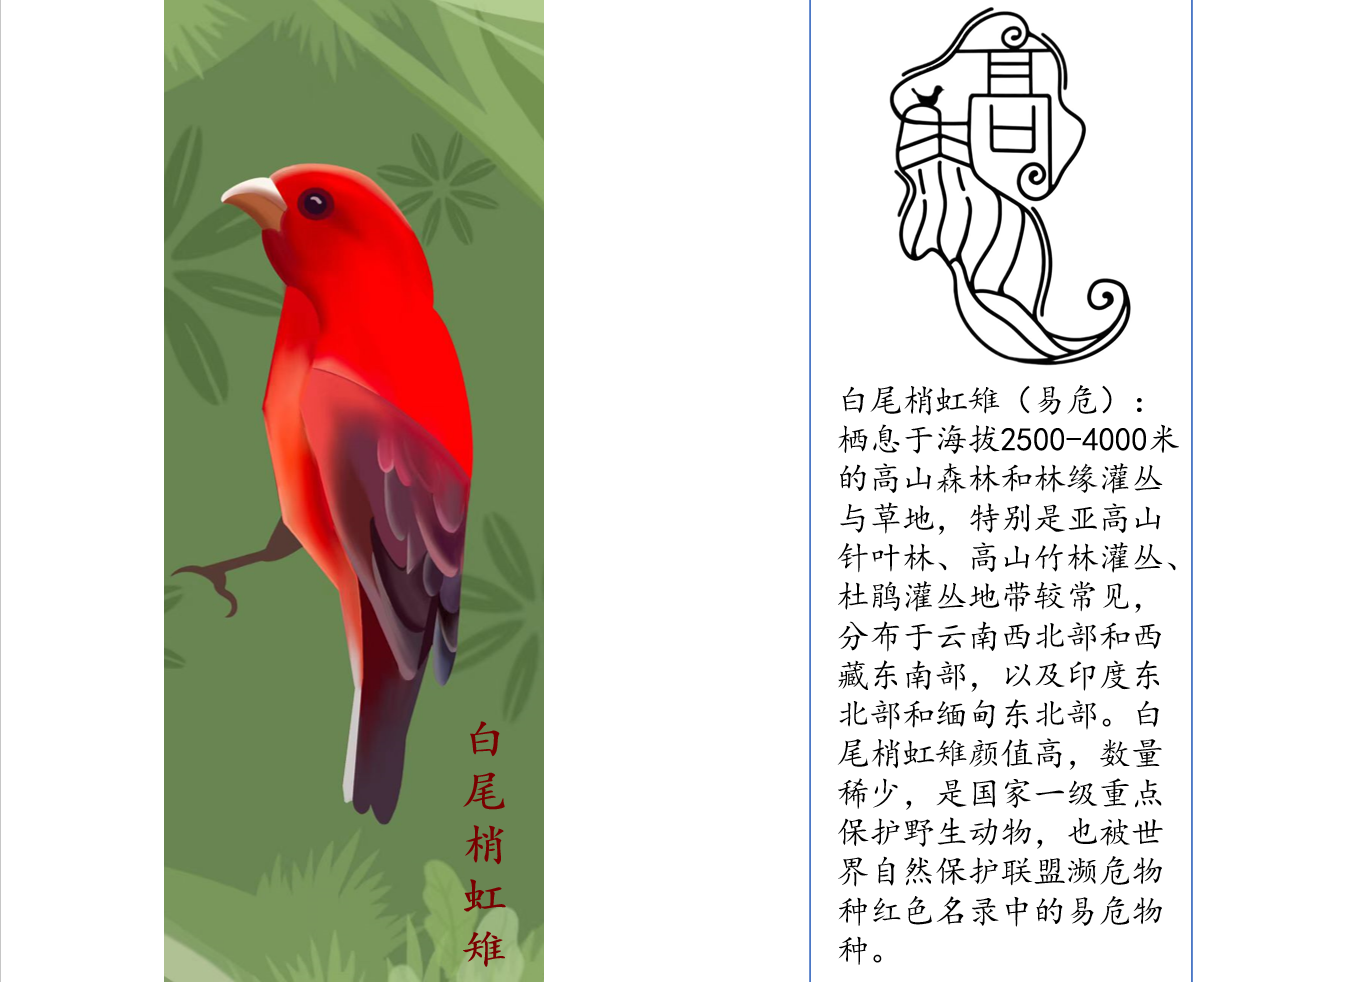 白尾梢虹雉
白尾梢虹雉（易危）：
栖息于海拔2500-4000米
的高山森林和林缘灌丛
与草地，特别是亚高山
针叶林、高山竹林灌丛、
杜鹃灌丛地带较常见，
分布于云南西北部和西
藏东南部，以及印度东
北部和缅甸东北部。白
尾梢虹雉颜值高，数量
稀少，是国家一级重点
保护野生动物，也被世
界自然保护联盟濒危物
种红色名录中的易危物
种。